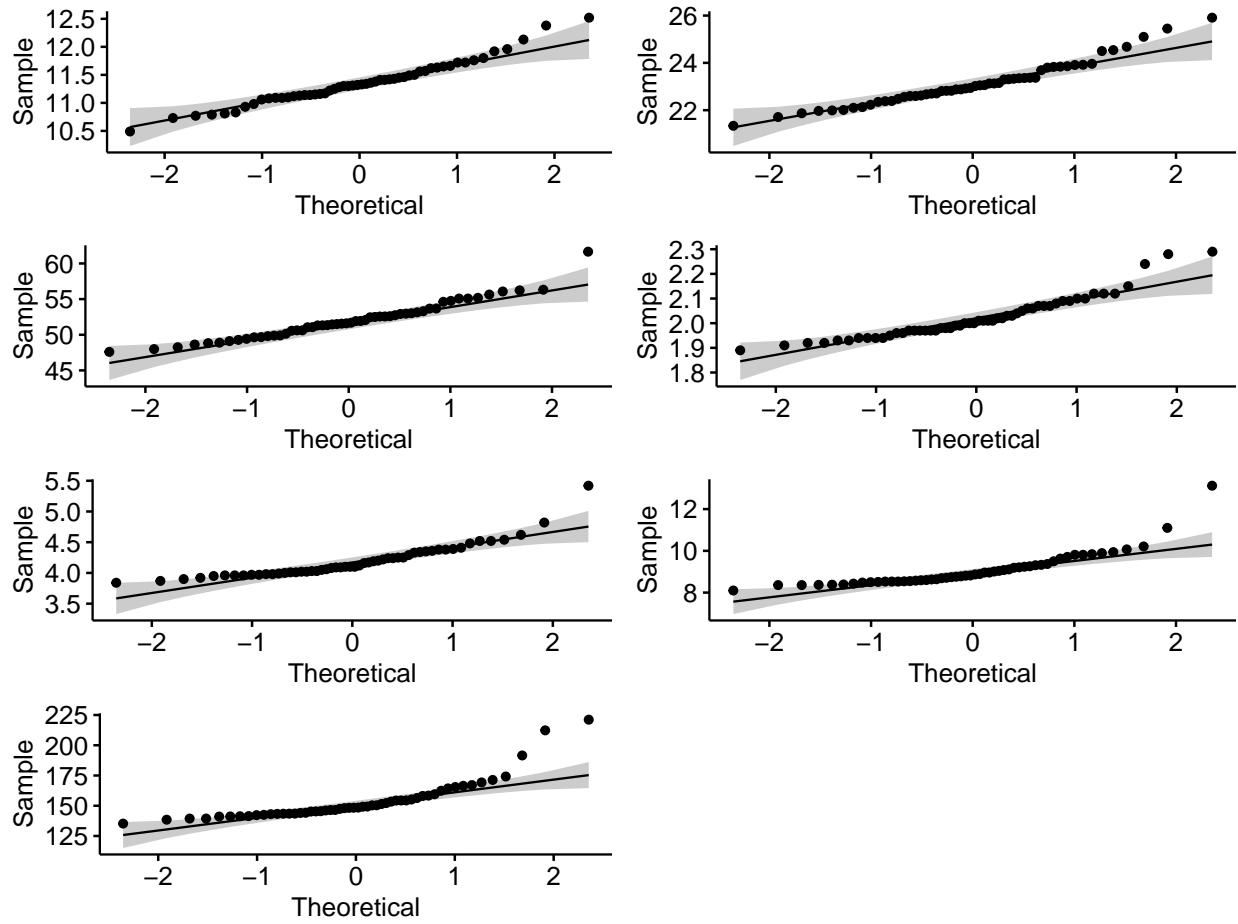 12.5
12.0
11.5
11.0
10.5
Sample
−2 −1 0 1 2
Theoretical
26
24
22
Sample
−2 −1 0 1 2
Theoretical
60
55
50
45
Sample
−2 −1 0 1 2
Theoretical
2.3
2.2
2.1
2.0
1.9
1.8
Sample
−2 −1 0 1 2
Theoretical
5.5
5.0
4.5
4.0
3.5
Sample
−2 −1 0 1 2
Theoretical
12
10
8
Sample
−2 −1 0 1 2
Theoretical
225
200
175
150
125
Sample
−2 −1 0 1 2
Theoretical